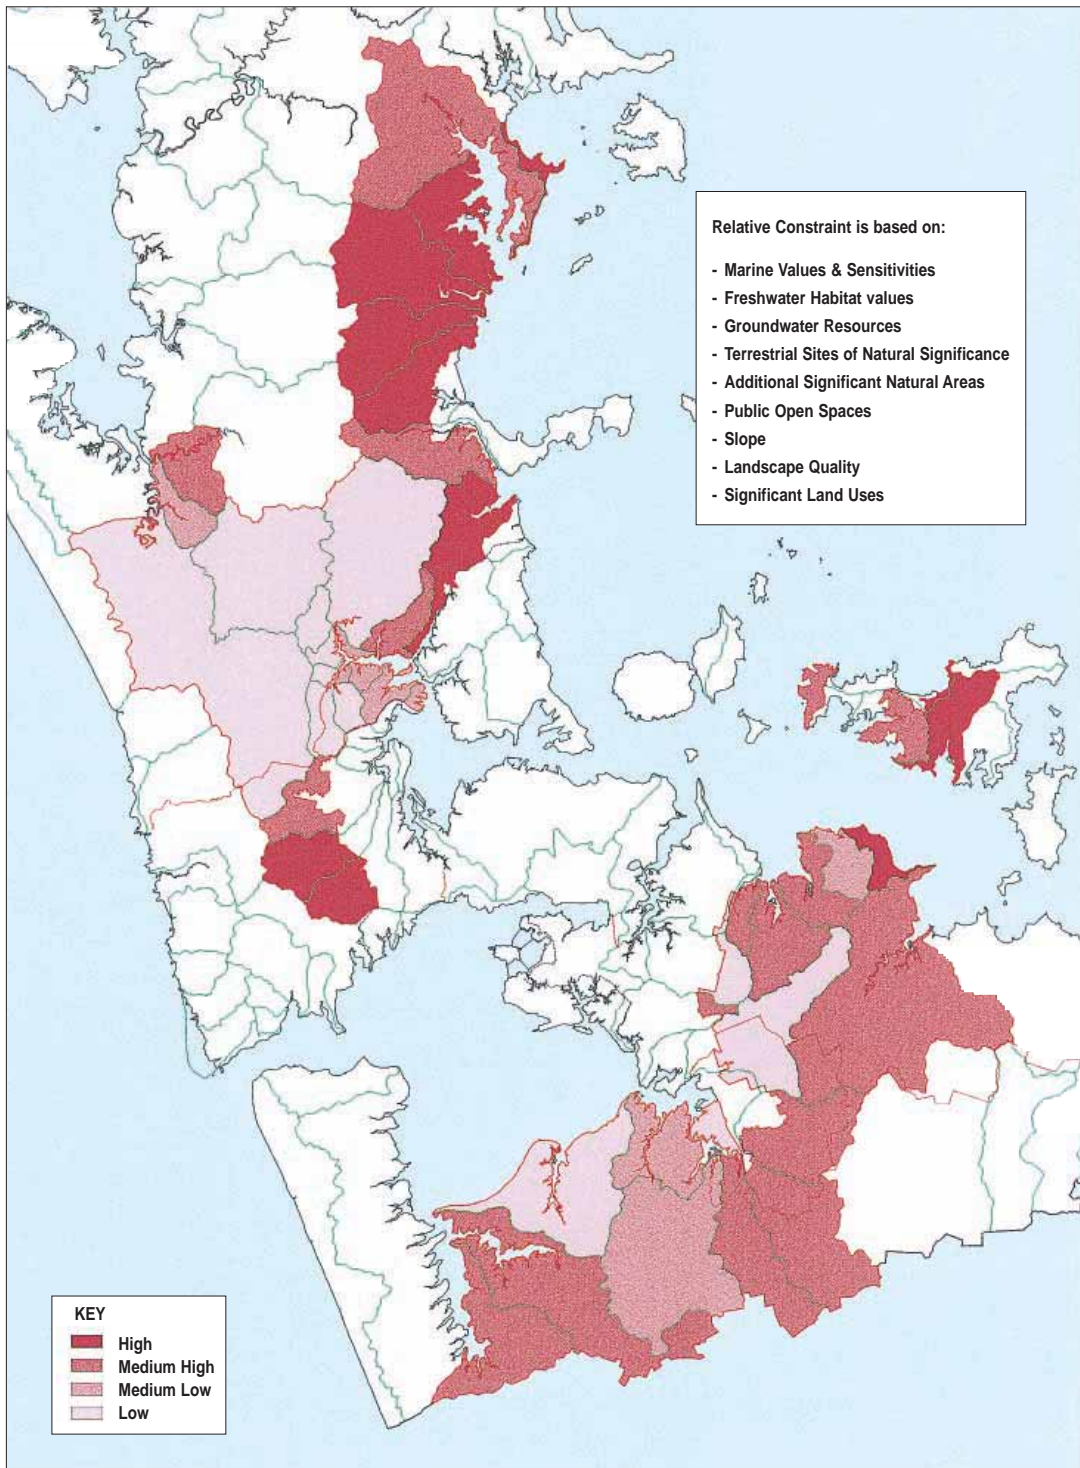 Relative Constraint is based on:
- Marine Values & Sensitivities
- Freshwater Habitat values
- Groundwater Resources
- Terrestrial Sites of Natural Significance
- Additional Significant Natural Areas
- Public Open Spaces
- Slope
- Landscape Quality
- Significant Land Uses
KEY
High
Medium High
Medium Low
Low